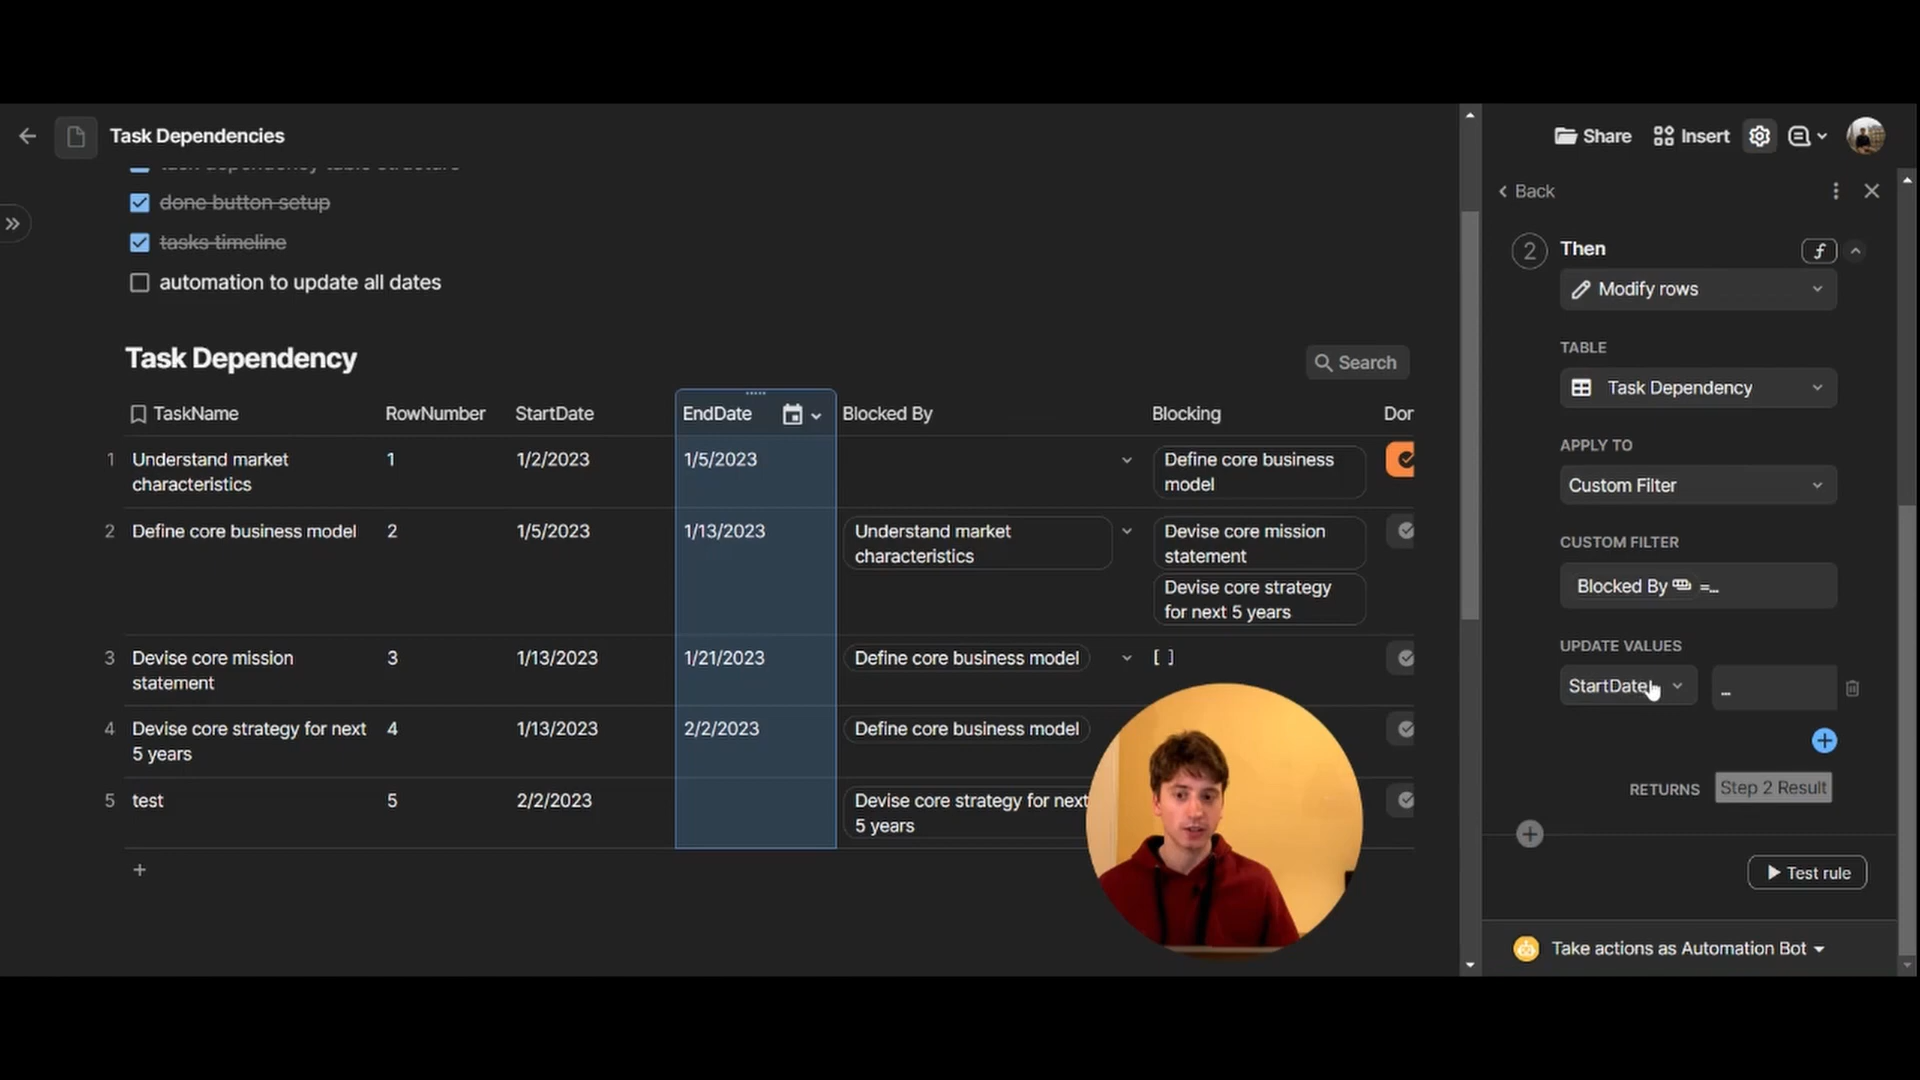 Task Dependencies
Share
Insert
task dependency table structure
done button setup
tasks timeline
automation to update all dates
Task Dependency
Search
TaskName RowNumber StartDate EndDate Blocked By Blocking Dor
1 Understand market characteristics 1 1/2/2023 1/5/2023 Define core business model
2 Define core business model 2 1/5/2023 1/13/2023 Understand market characteristics Devise core mission statement Devise core strategy for next 5 years
3 Devise core mission statement 3 1/13/2023 1/21/2023 Define core business model [ ]
4 Devise core strategy for next 5 years 4 1/13/2023 2/2/2023 Define core business model
5 test 5 2/2/2023 Devise core strategy for next 5 years
+
Back
2 Then
Modify rows
TABLE
Task Dependency
APPLY TO
Custom Filter
CUSTOM FILTER
Blocked By =...
UPDATE VALUES
StartDate ...
RETURNS Step 2 Result
Test rule
Take actions as Automation Bot